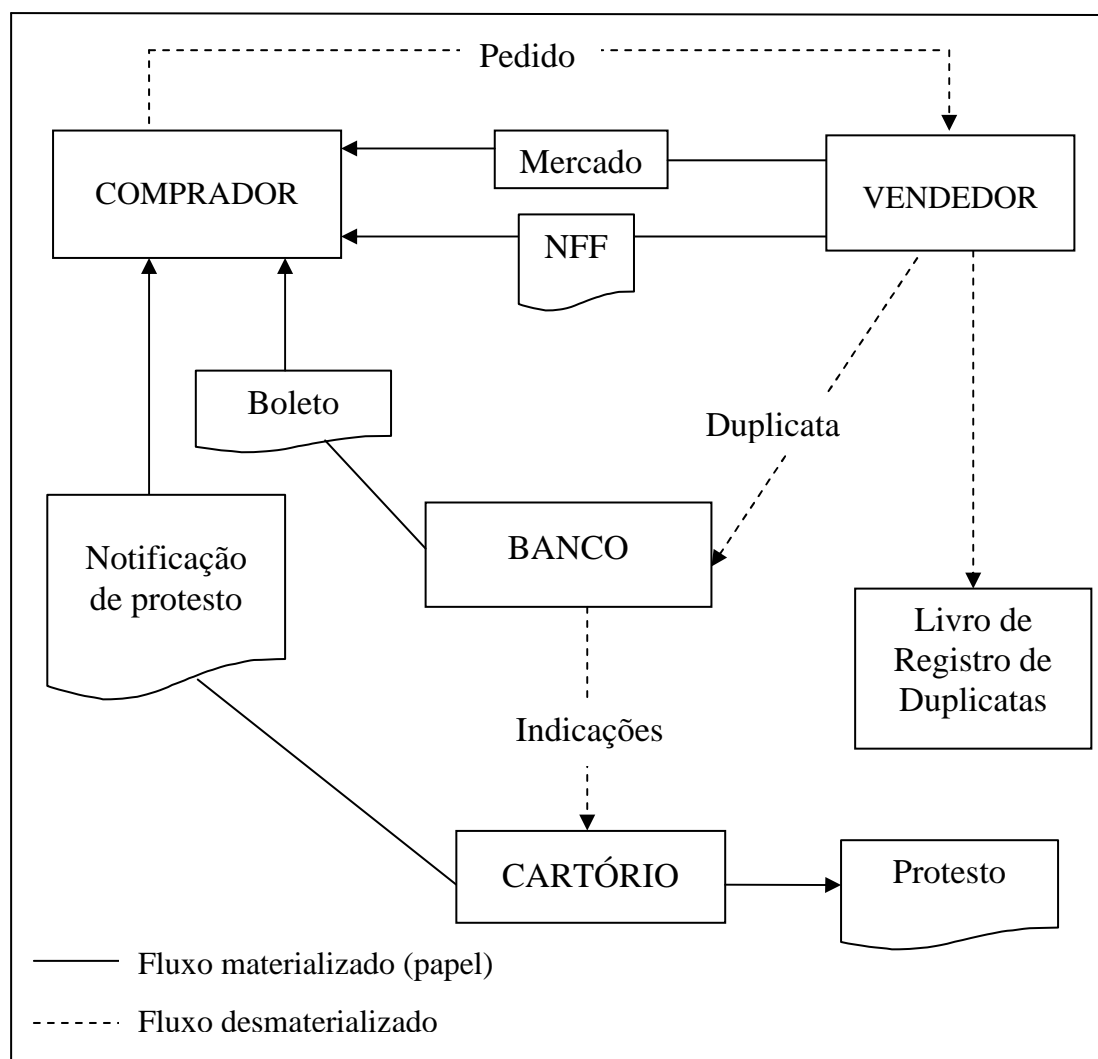 Pedido
COMPRADOR
Mercado
VENDEDOR
NFF
Boleto
Duplicata
Notificação
de protesto
BANCO
Livro de
Registro de
Duplicatas
Indicações
CARTÓRIO
Protesto
Fluxo materializado (papel)
Fluxo desmaterializado